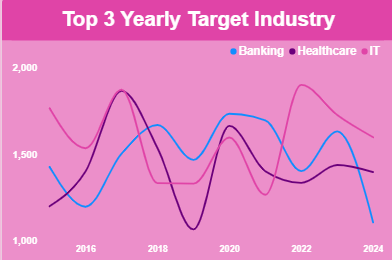 Top 3 Yearly Target Industry
Banking Healthcare IT
2,000
1,500
1,000
2016 2018 2020 2022 2024